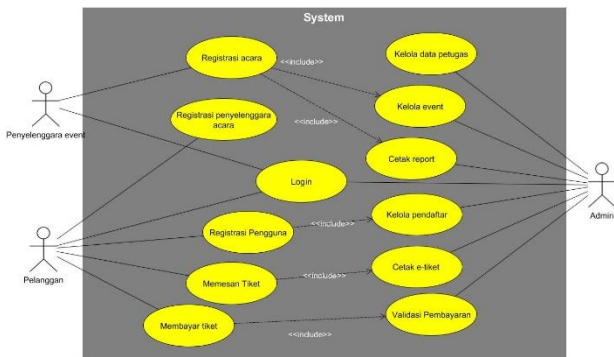 System
Registrasi acara
<<include>>
Kelola data petugas
Kelola event
Penyelenggara event
Registrasi penyelenggara
acara
<<include>>
Cetak report
Login
Admin
Kelola pendaftar
<<include>>
Registrasi Pengguna
Pelanggan
Memesan Tiket
<<include>>
Cetak e-tiket
Membayar tiket
<<include>>
Validasi Pembayaran